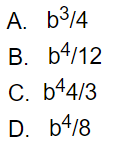 A. b³/4
B. b⁴/12
C. b⁴4/3
D. b⁴/8